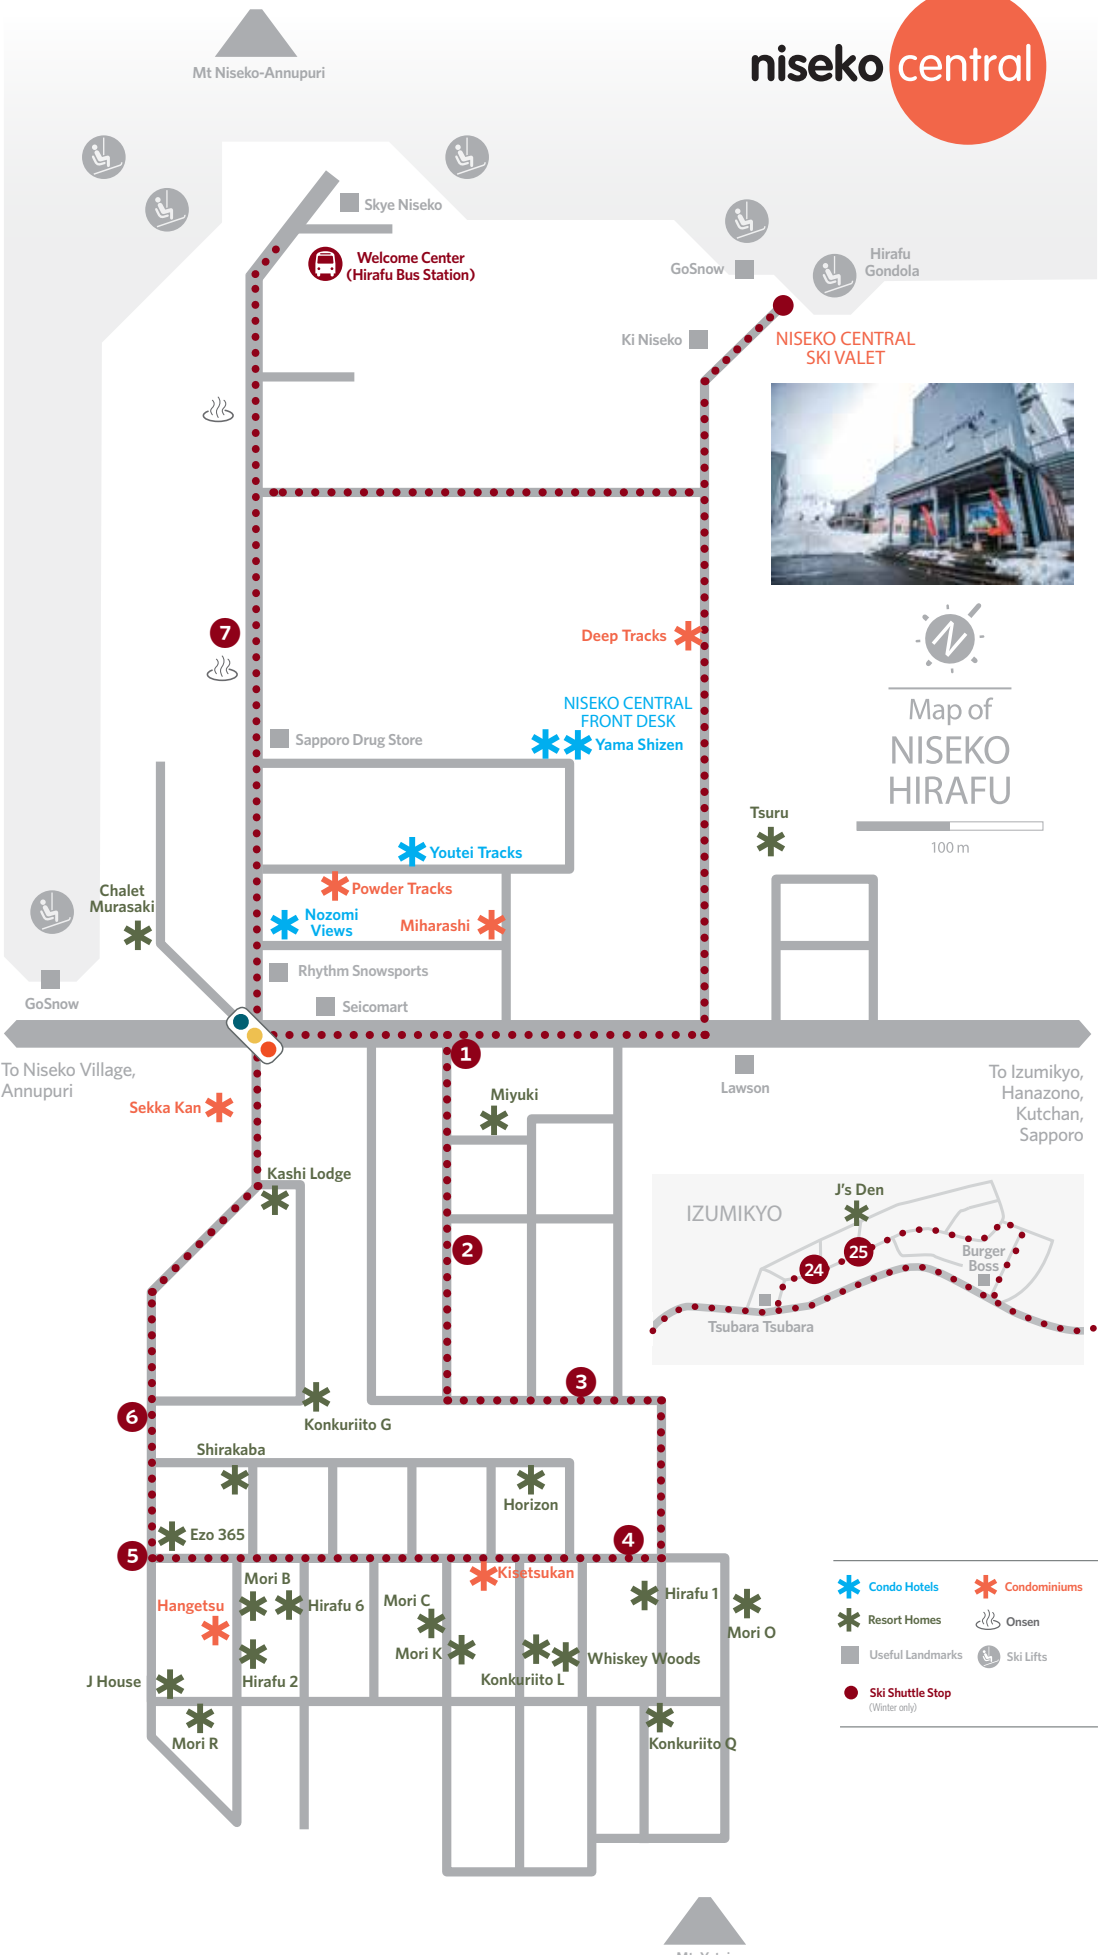 Mt Niseko-Annupuri
niseko central
Skye Niseko
Welcome Center
(Hirafu Bus Station)
GoSnow
Hirafu
Gondola
Ki Niseko
NISEKO CENTRAL
SKI VALET
7
Deep Tracks
NISEKO CENTRAL
FRONT DESK
Yama Shizen
Sapporo Drug Store
N
Map of
NISEKO
HIRAFU
100 m
Tsuru
Youtei Tracks
Powder Tracks
Chalet
Murasaki
Nozomi
Views
Miharashi
Rhythm Snowsports
Seicomart
GoSnow
1
To Niseko Village,
Annupuri
Lawson
To Izumikyo,
Hanazono,
Kutchan,
Sapporo
Sekka Kan
Miyuki
Kashi Lodge
2
IZUMIKYO
J's Den
25
24
Burger
Boss
Tsubara Tsubara
3
6
Konkuriito G
Shirakaba
Horizon
Ezo 365
4
5
Kisetsukan
Mori B
Hangetsu
Hirafu 6
Mori C
Hirafu 1
Mori O
Mori K
Whiskey Woods
Konkuriito L
J House
Hirafu 2
Mori R
Konkuriito Q
Condo Hotels
Condominiums
Resort Homes
Onsen
Useful Landmarks
Ski Lifts
Ski Shuttle Stop
(Winter only)